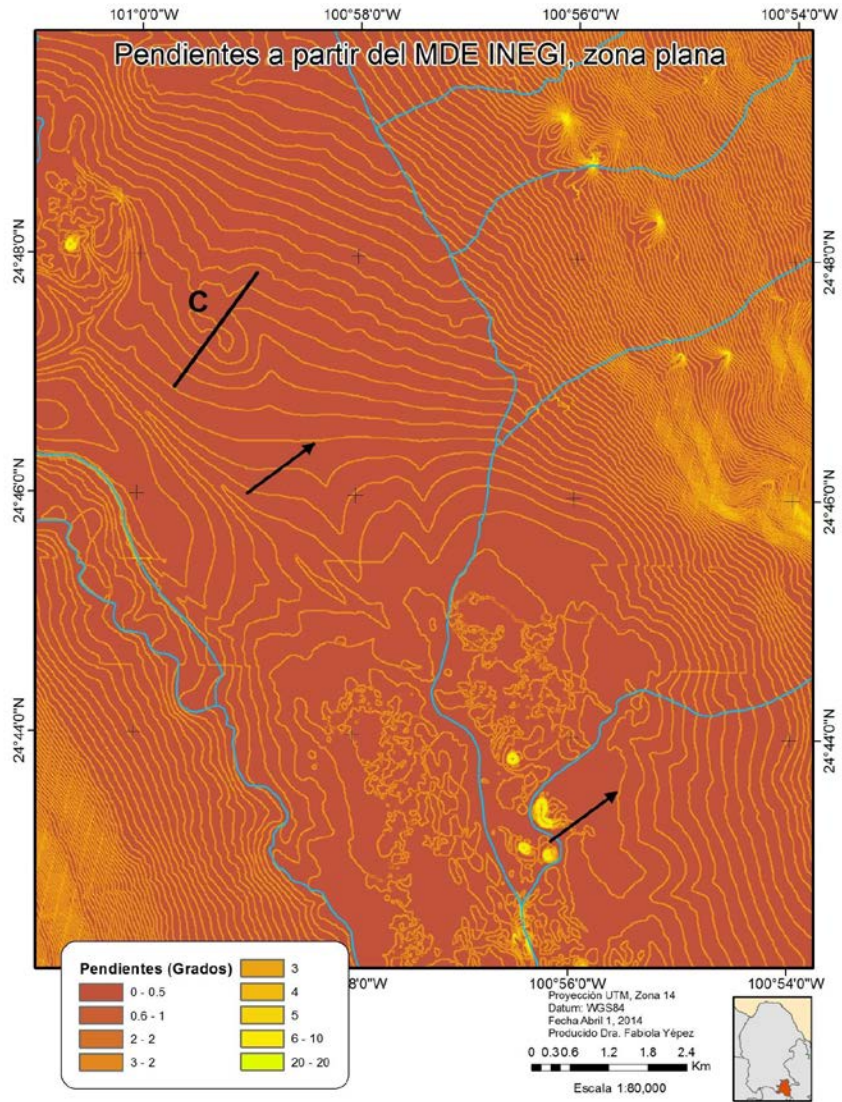 101°0'0"W 100°58'0"W 100°56'0"W 100°54'0"W
Pendientes a partir del MDE INEGI, zona plana
24°48'0"N 24°48'0"N
C
24°46'0"N 24°46'0"N
24°44'0"N 24°44'0"N
8'0"W 100°56'0"W 100°54'0"W
Pendientes (Grados)
0 - 0.5
0.6 - 1
2 - 2
3 - 2
3
4
5
6 - 10
20 - 20
Proyección UTM, Zona 14
Datum: WGS84
Fecha Abril 1, 2014
Producido Dra. Fabiola Yépez
0 0.30.6 1.2 1.8 2.4
Km
Escala 1:80,000